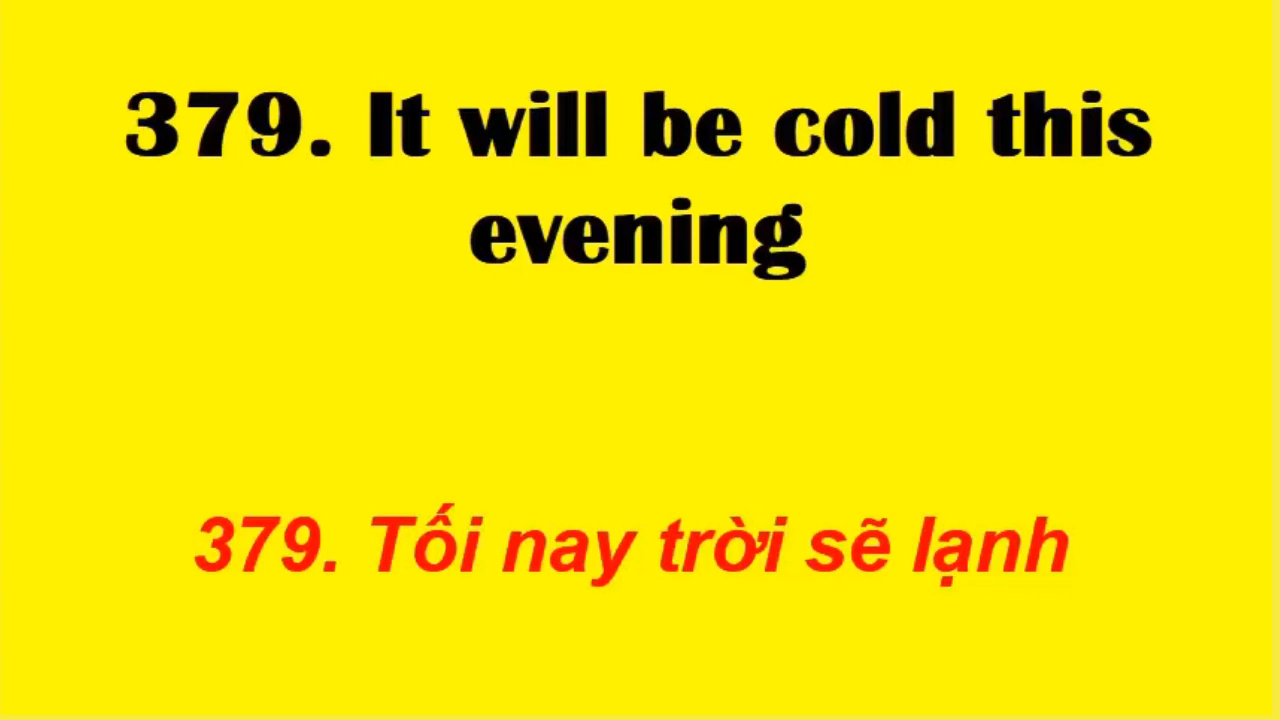 379. It will be cold this
evening
379. Tối nay trời sẽ lạnh